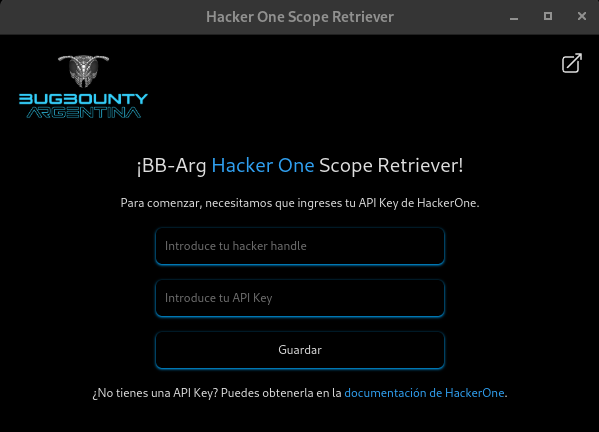 Hacker One Scope Retriever
BUGBOUNTY
ARGENTINA
¡BB-Arg Hacker One Scope Retriever!
Para comenzar, necesitamos que ingreses tu API Key de HackerOne.
Introduce tu hacker handle
Introduce tu API Key
Guardar
¿No tienes una API Key? Puedes obtenerla en la documentación de HackerOne.